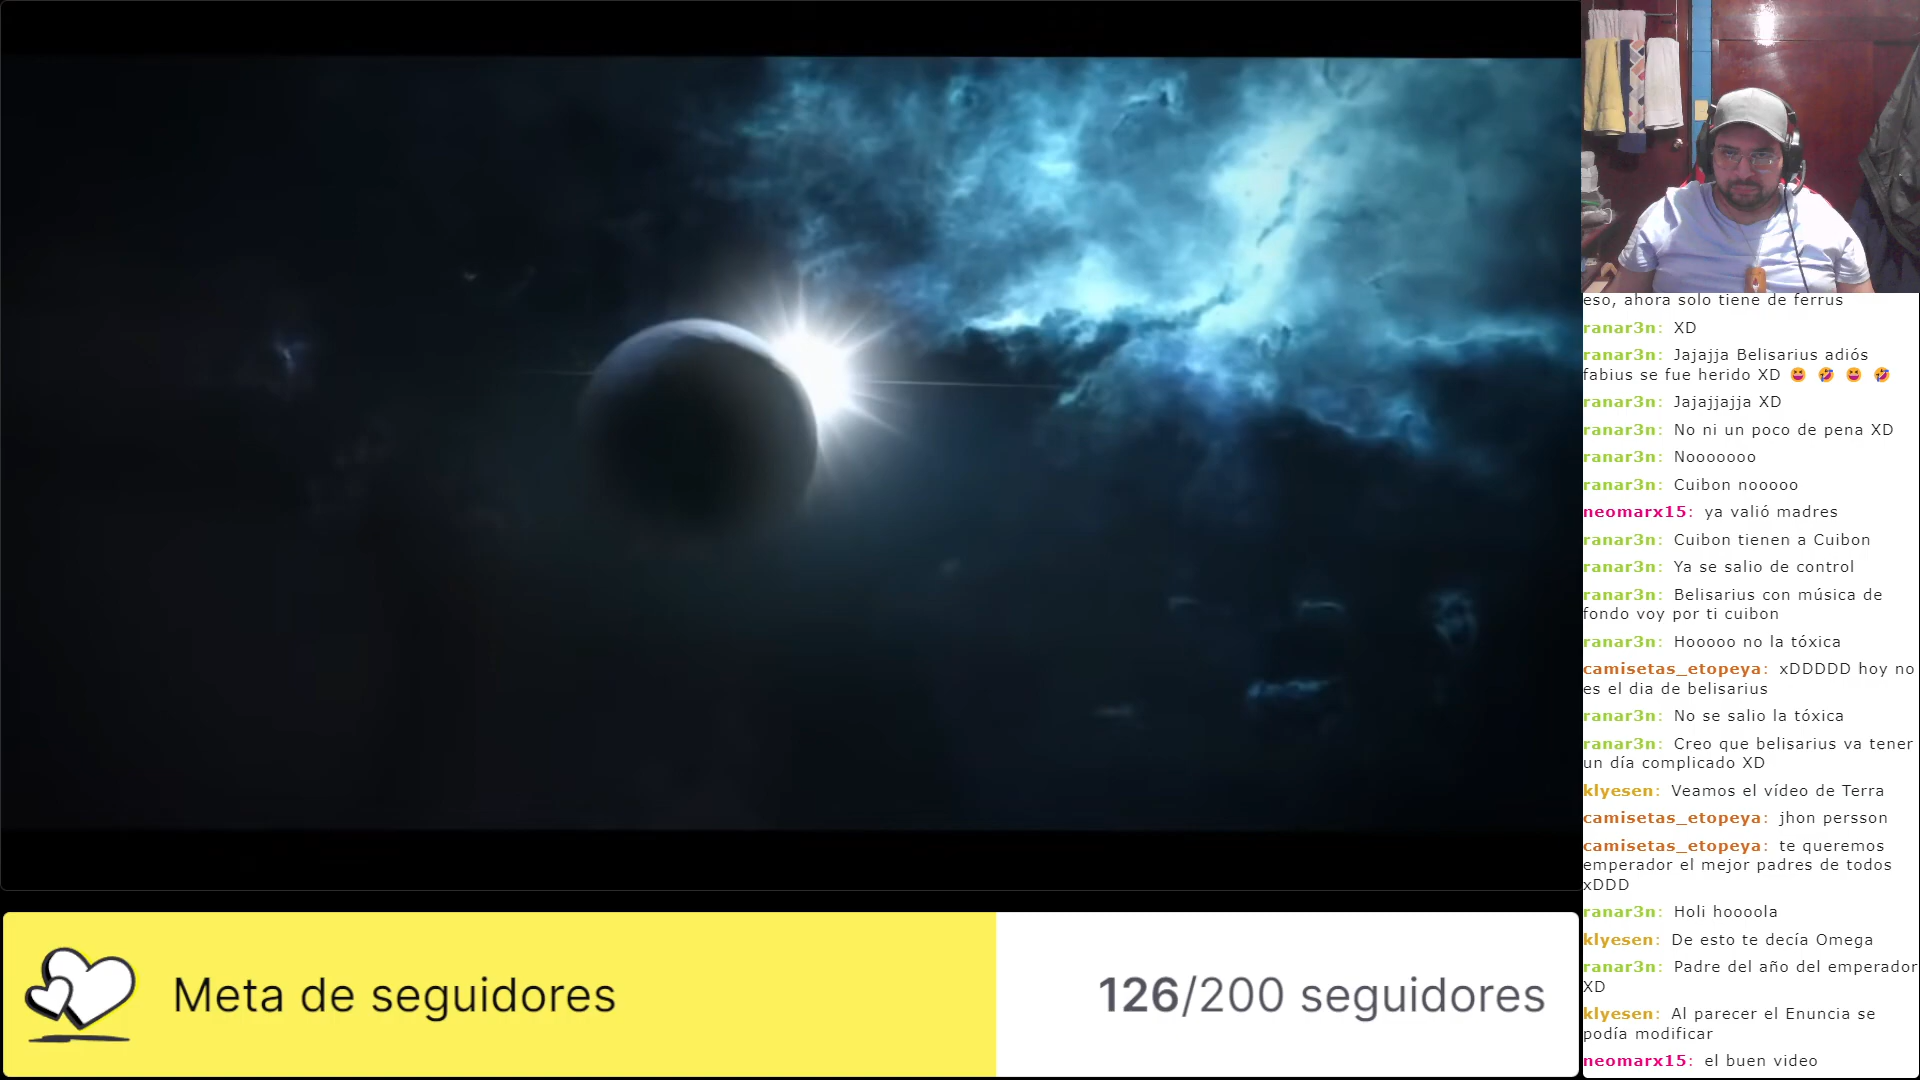 eso, ahora solo tiene de ferrus
ranar3n: XD
ranar3n: Jajajja Belisarius adiós
fabius se fue herido XD 😆 🤣 😆 🤣
ranar3n: Jajajjajja XD
ranar3n: No ni un poco de pena XD
ranar3n: Nooooooo
ranar3n: Cuibon nooooo
neomarx15: ya valió madres
ranar3n: Cuibon tienen a Cuibon
ranar3n: Ya se salio de control
ranar3n: Belisarius con música de
fondo voy por ti cuibon
ranar3n: Hooooo no la tóxica
camisetas_etopeya: xDDDDD hoy no
es el dia de belisarius
ranar3n: No se salio la tóxica
ranar3n: Creo que belisarius va tener
un día complicado XD
klyesen: Veamos el vídeo de Terra
camisetas_etopeya: jhon persson
camisetas_etopeya: te queremos
emperador el mejor padres de todos
xDDD
ranar3n: Holi hoooola
klyesen: De esto te decía Omega
ranar3n: Padre del año del emperador
XD
klyesen: Al parecer el Enuncia se
podía modificar
neomarx15: el buen video
Meta de seguidores
126/200 seguidores